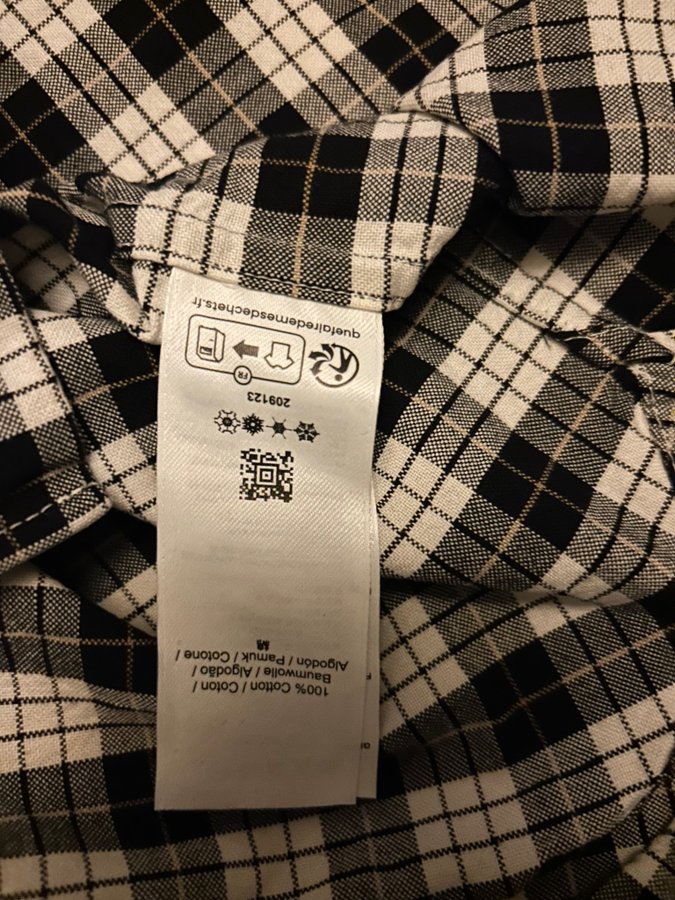 100% Cotton / Coton /
Baumwolle / Algodão /
Algodón / Pamuk / Cotone /
209123
FR
quefairedemesdechets.fr